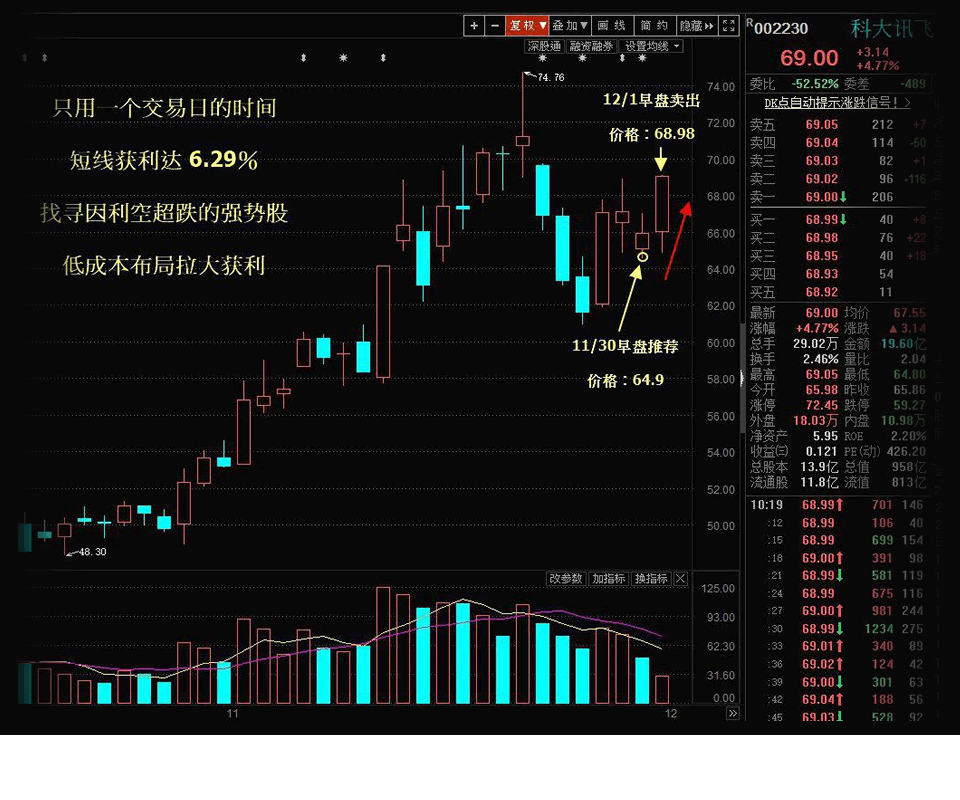 + − 复权▼ 叠加▼ 画线 简约 隐藏
深股通 融资融券 设置均线
R 002230 科大讯飞
69.00 +3.14
+4.77%
委比 -52.52% 委差 -489
DK点自动提示涨跌信号!>
卖五 69.05 212 +7
卖四 69.04 114 -50
卖三 69.03 82 +1
卖二 69.02 96 -116
卖一 69.00↓ 206
买一 68.99↓ 40 +8
买二 68.98 76 +22
买三 68.95 40 +18
买四 68.93 54
买五 68.92 11
最新 69.00 均价 67.55
涨幅 +4.77% 涨跌 ▲3.14
总手 29.02万 金额 19.60亿
换手 2.46% 量比 2.04
最高 69.05 最低 64.80
今开 65.98 昨收 65.86
涨停 72.45 跌停 59.27
外盘 18.03万 内盘 10.98万
净资产 5.95 ROE 2.20%
收益㈢ 0.121 PE(动) 426.20
总股本 13.9亿 总值 958亿
流通股 11.8亿 流值 813亿
10:19 68.99↑ 701 146
:12 68.99 106 40
:15 68.99 699 154
:18 69.00↑ 391 98
:21 68.99↓ 581 119
:24 68.99 675 116
:27 69.00↑ 981 244
:30 68.99↓ 1234 275
:33 69.01↑ 340 89
:36 69.02↑ 124 42
:39 69.00↓ 301 63
:42 69.04↑ 188 56
:45 69.03↓ 528 92
只用一个交易日的时间
短线获利达 6.29%
找寻因利空超跌的强势股
低成本布局拉大获利
74.76
12/1早盘卖出
价格：68.98
11/30早盘推荐
价格：64.9
48.30
74.00
72.00
70.00
68.00
66.00
64.00
62.00
60.00
58.00
56.00
54.00
52.00
50.00
改参数 加指标 换指标
125.00
93.00
62.30
31.60
0.00
11 12